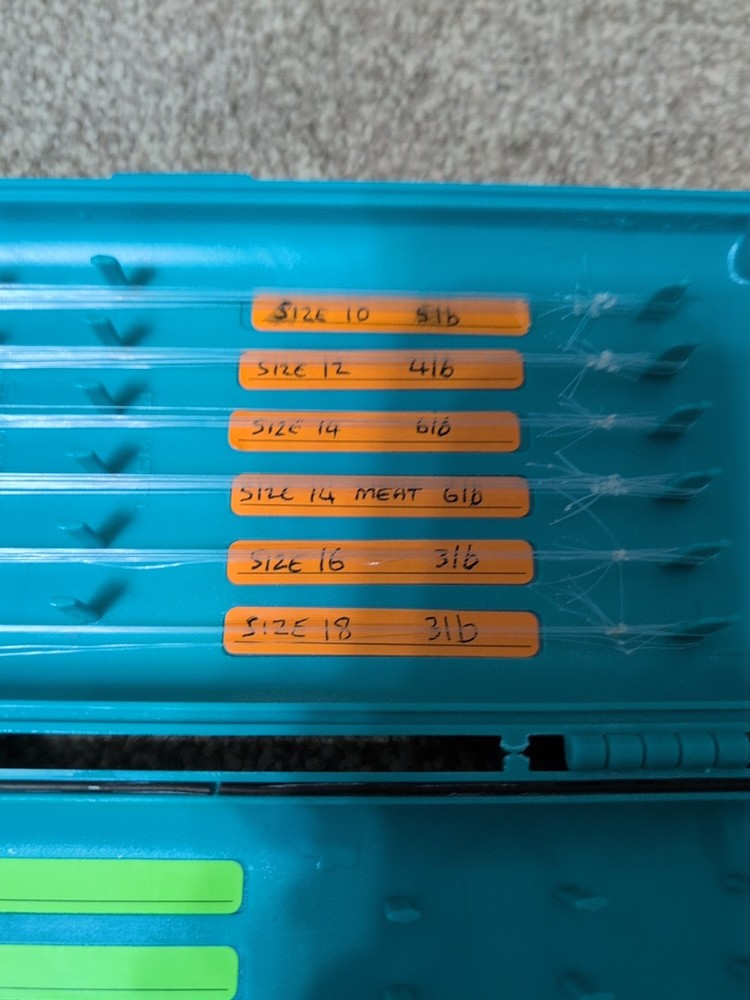 SIZE 10 5lb
SIZE 12 4lb
SIZE 14 6lb
SIZE 14 MEAT 6lb
SIZE 16 3lb
SIZE 18 3lb